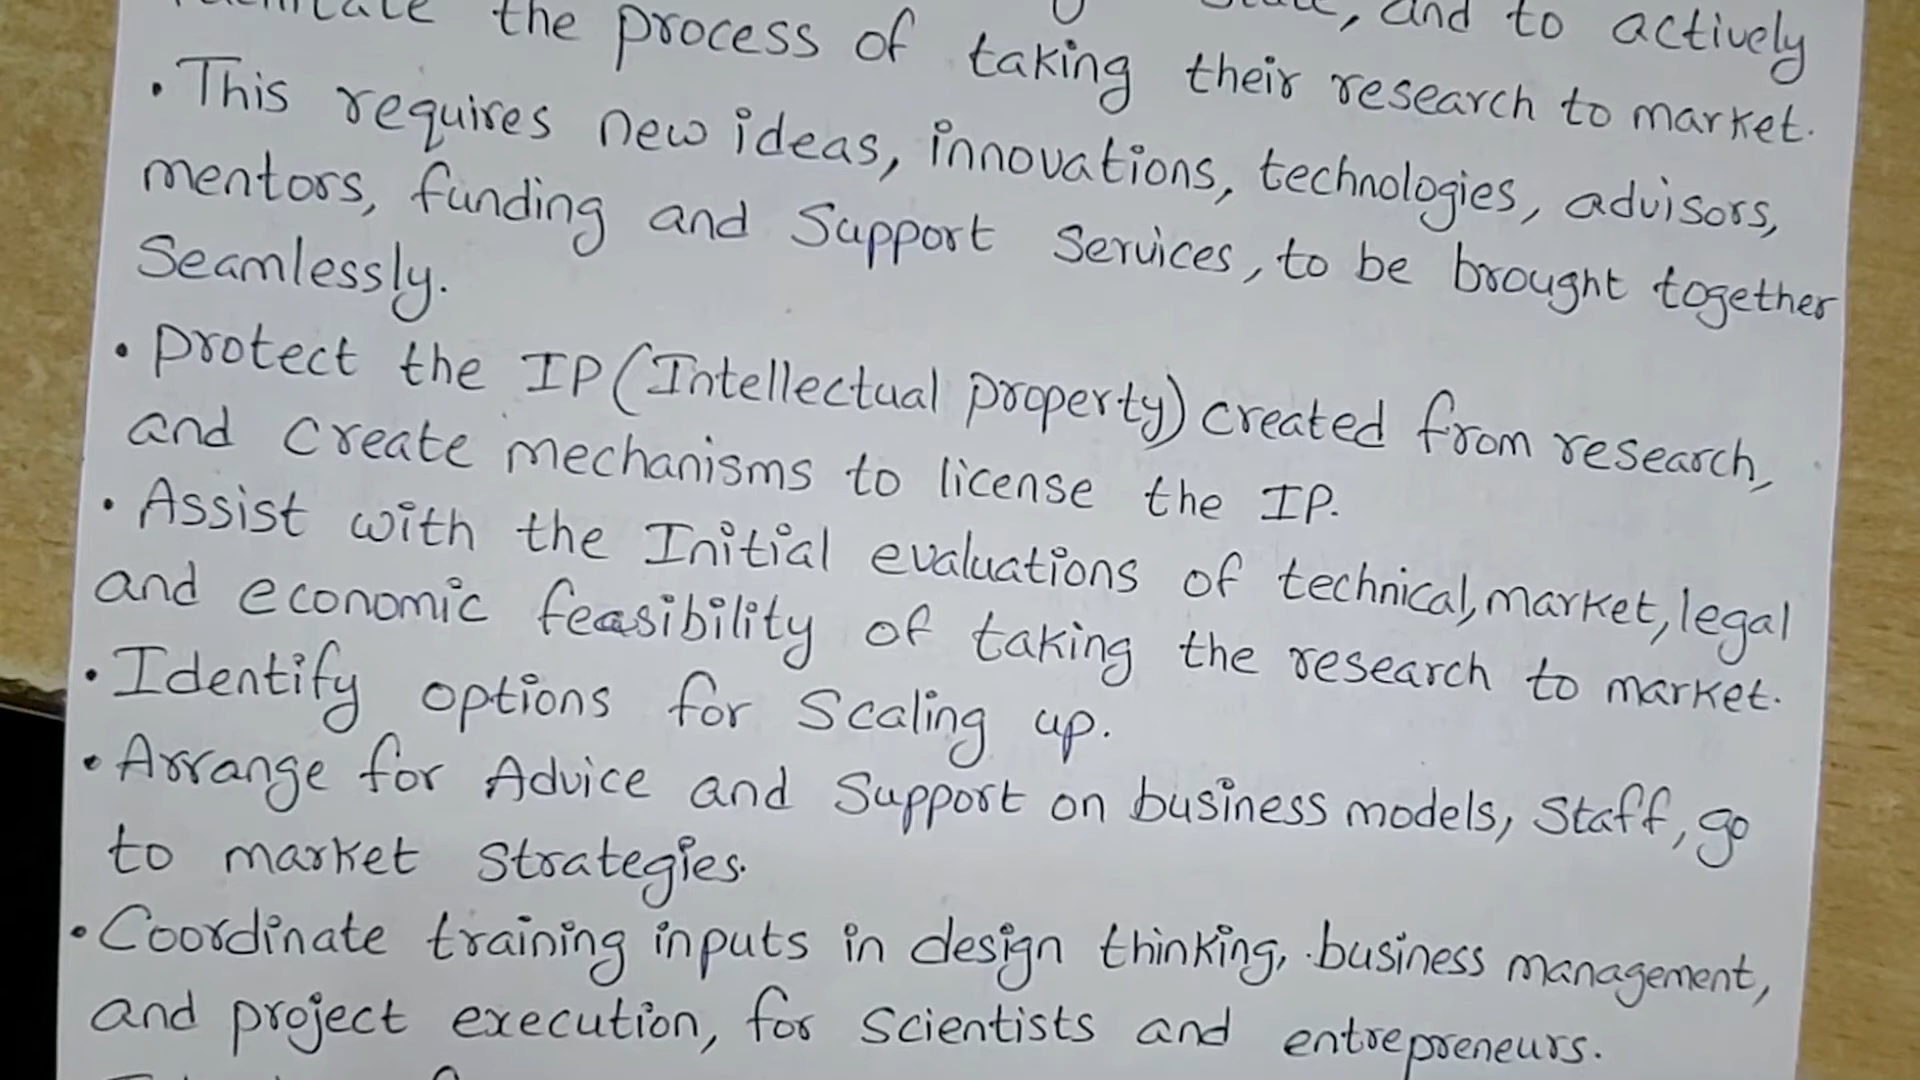 the process of taking their research to market.
and to actively
• This requires new ideas, innovations, technologies, advisors,
mentors, funding and Support Services, to be brought together
Seamlessly.
• Protect the IP (Intellectual property) created from research,
and create mechanisms to license the IP.
• Assist with the Initial evaluations of technical, market, legal
and economic feasibility of taking the research to market.
• Identify options for Scaling up.
• Arrange for Advice and Support on business models, Staff, go
to market Strategies.
• Coordinate training inputs in design thinking, business management,
and project execution, for Scientists and entrepreneurs.